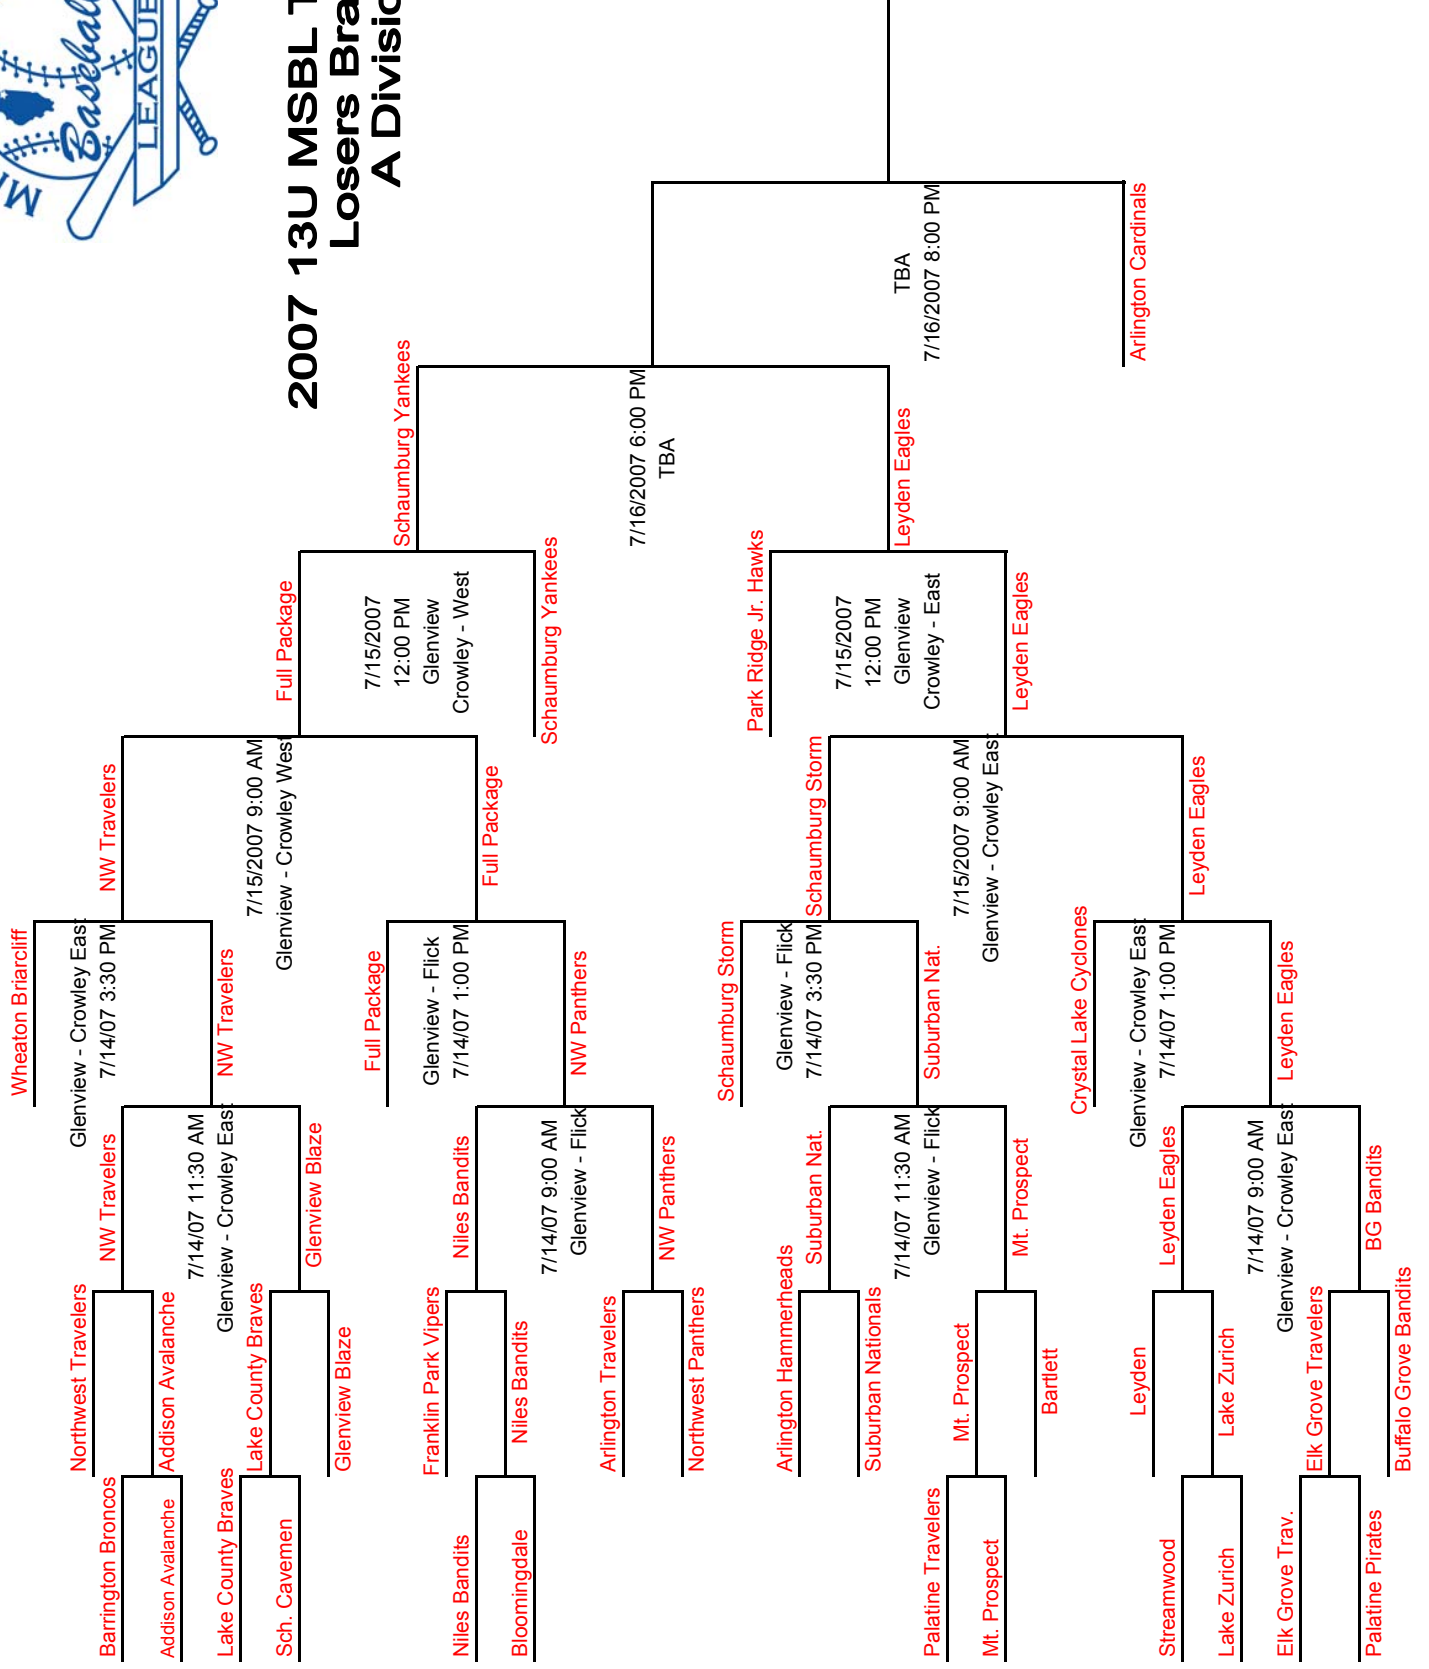 MI
Baseball
LEAGUE
2007 13U MSBL T
Losers Bra
A Divisio
Barrington Broncos
Addison Avalanche
Lake County Braves
Sch. Cavemen
Niles Bandits
Bloomingdale
Palatine Travelers
Mt. Prospect
Streamwood
Lake Zurich
Elk Grove Trav.
Palatine Pirates
Northwest Travelers
Addison Avalanche
Lake County Braves
Glenview Blaze
Franklin Park Vipers
Niles Bandits
Arlington Travelers
Northwest Panthers
Arlington Hammerheads
Suburban Nationals
Mt. Prospect
Bartlett
Leyden
Lake Zurich
Elk Grove Travelers
Buffalo Grove Bandits
NW Travelers
7/14/07 11:30 AM
Glenview - Crowley East
Glenview Blaze
Niles Bandits
7/14/07 9:00 AM
Glenview - Flick
NW Panthers
Suburban Nat.
7/14/07 11:30 AM
Glenview - Flick
Mt. Prospect
Leyden Eagles
7/14/07 9:00 AM
Glenview - Crowley East
BG Bandits
Wheaton Briarcliff
Glenview - Crowley East
7/14/07 3:30 PM
NW Travelers
Full Package
Glenview - Flick
7/14/07 1:00 PM
NW Panthers
Schaumburg Storm
Glenview - Flick
7/14/07 3:30 PM
Suburban Nat.
Crystal Lake Cyclones
Glenview - Crowley East
7/14/07 1:00 PM
Leyden Eagles
NW Travelers
7/15/2007 9:00 AM
Glenview - Crowley West
Full Package
Schaumburg Storm
7/15/2007 9:00 AM
Glenview - Crowley East
Leyden Eagles
Full Package
7/15/2007
12:00 PM
Glenview
Crowley - West
Schaumburg Yankees
Park Ridge Jr. Hawks
7/15/2007
12:00 PM
Glenview
Crowley - East
Leyden Eagles
Schaumburg Yankees
7/16/2007 6:00 PM
TBA
Leyden Eagles
TBA
7/16/2007 8:00 PM
Arlington Cardinals